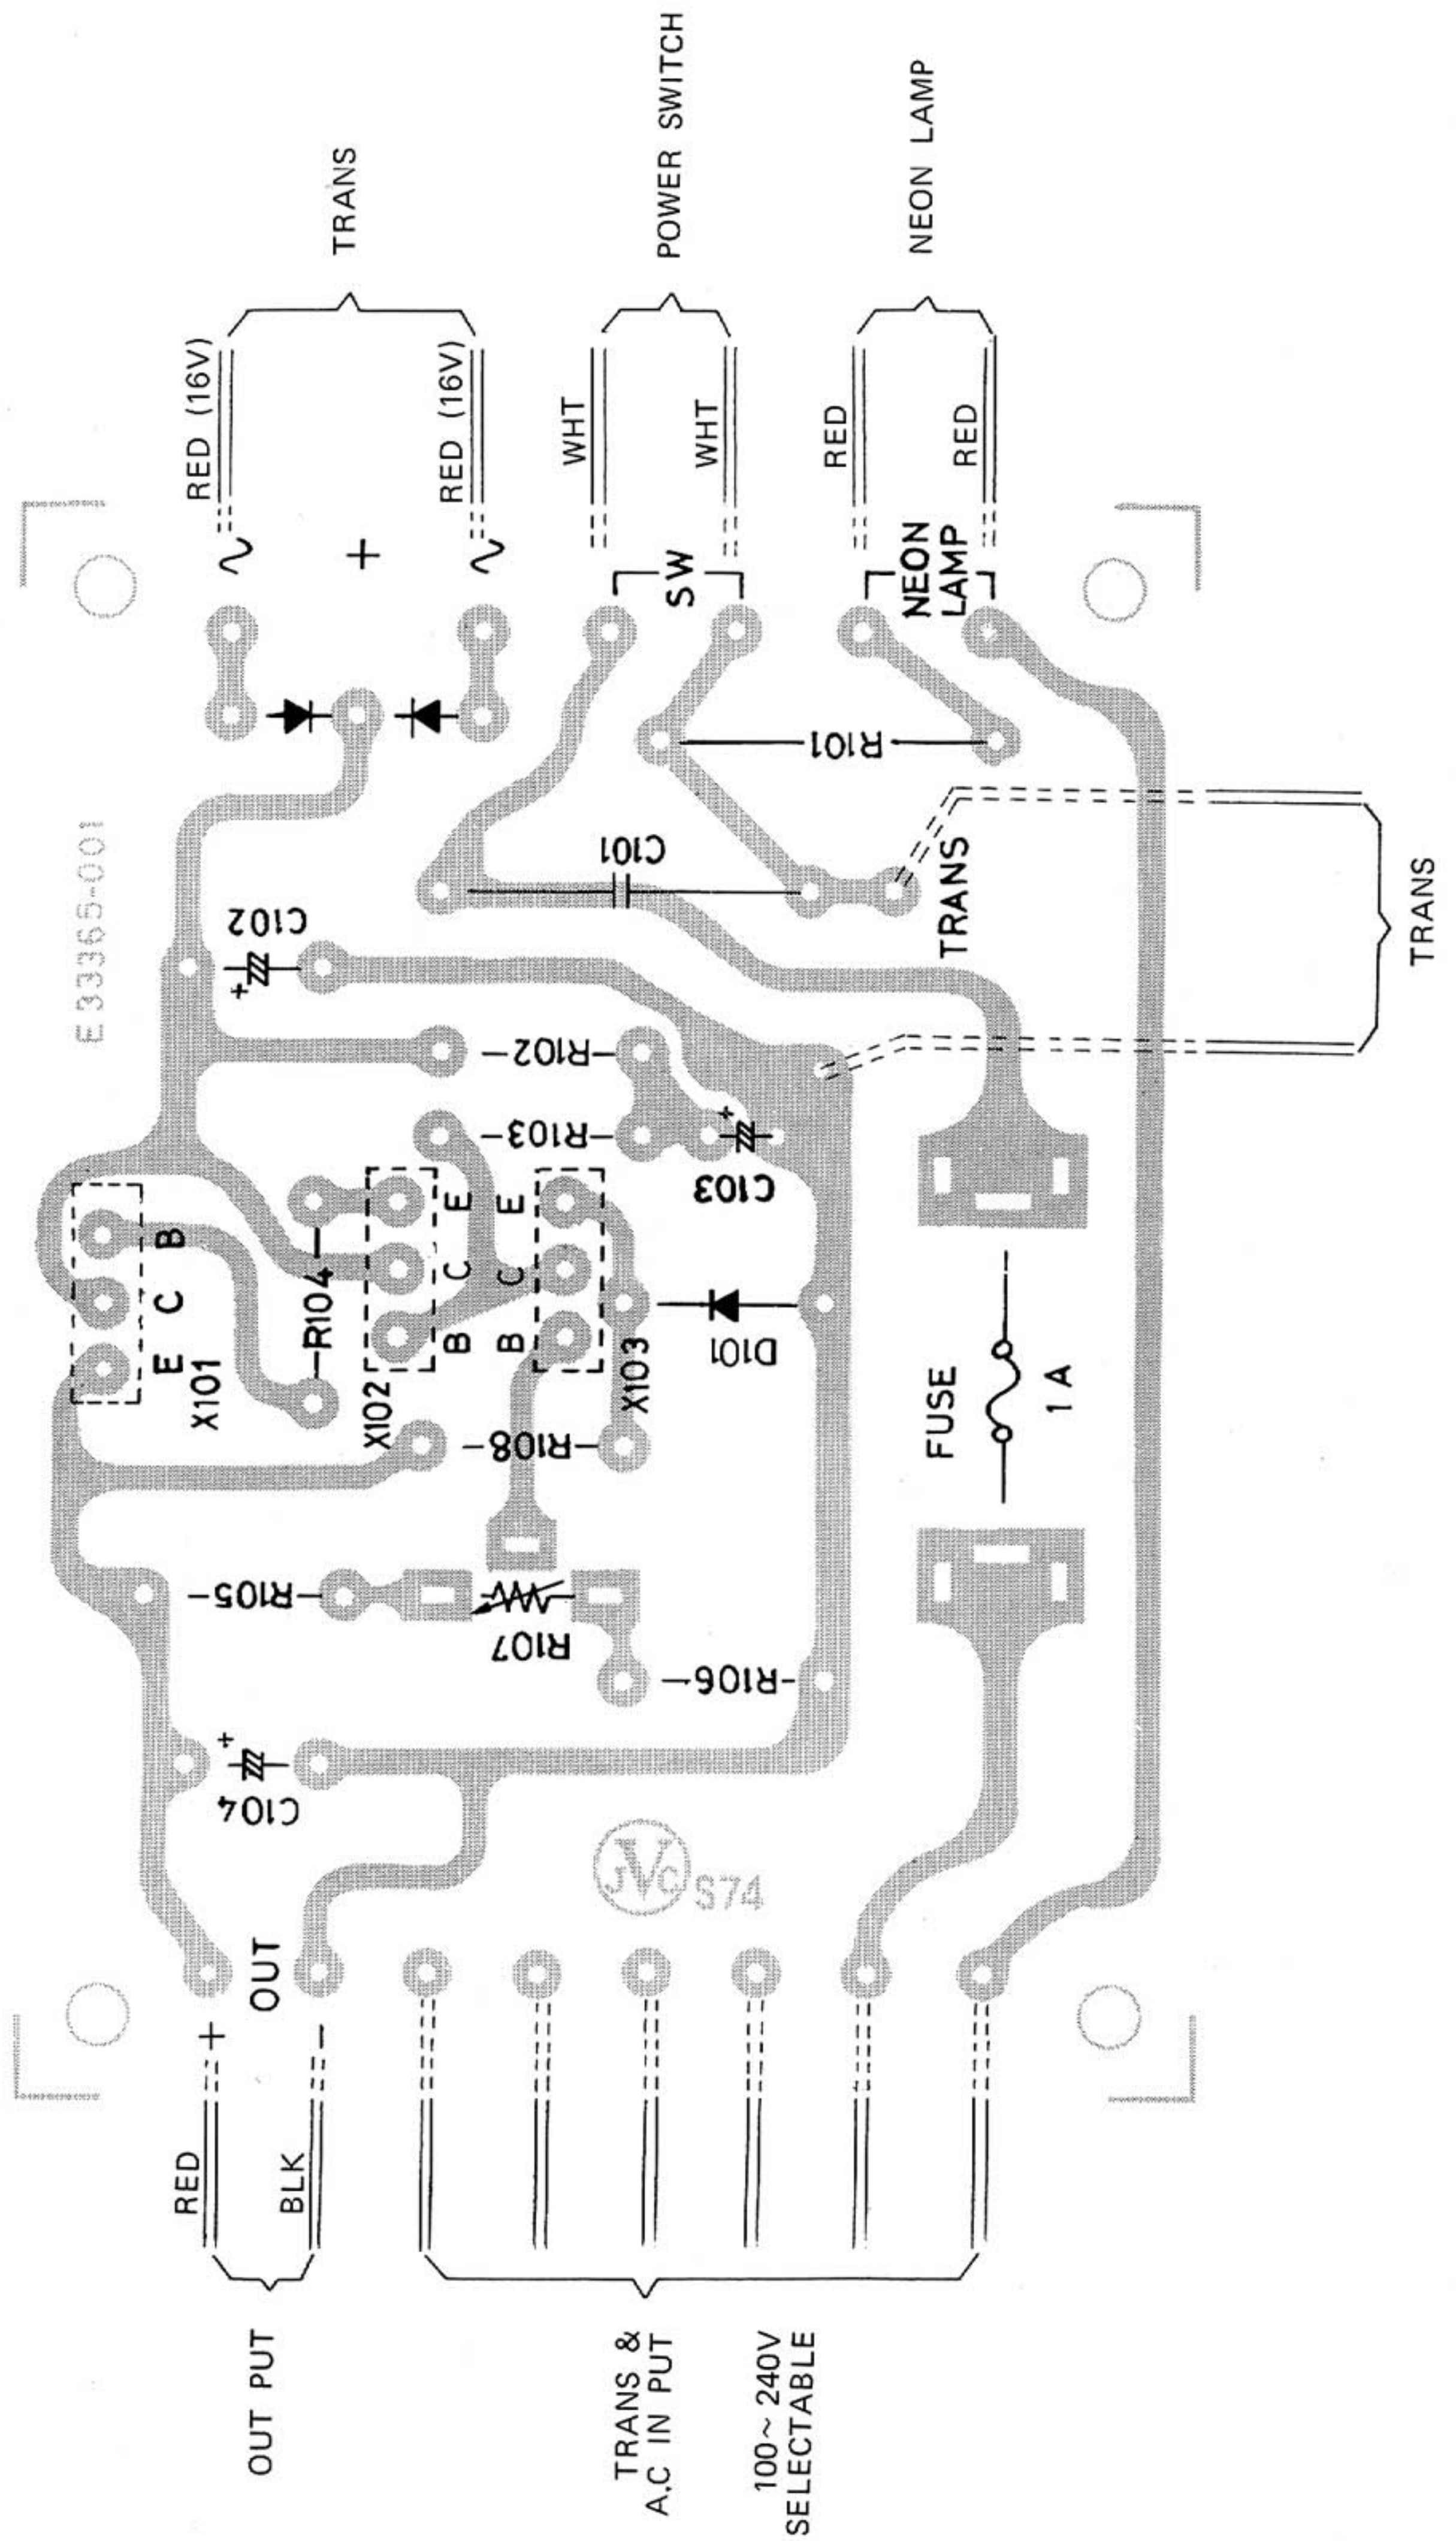 TRANS
POWER SWITCH
NEON LAMP
RED (16V)
RED (16V)
WHT
WHT
RED
RED
~
+
~
SW
NEON
LAMP
E33365-001
R101
C101
C102
+
TRANS
TRANS
R102
R103
C103
+
B
C
E
X101
R104
E
C
B
X102
E
C
B
X103
D101
FUSE
1 A
R108
R105
R107
R106
C104
+
JVC
S74
OUT
+
-
RED
BLK
OUT PUT
TRANS &
A.C IN PUT
100~240V
SELECTABLE